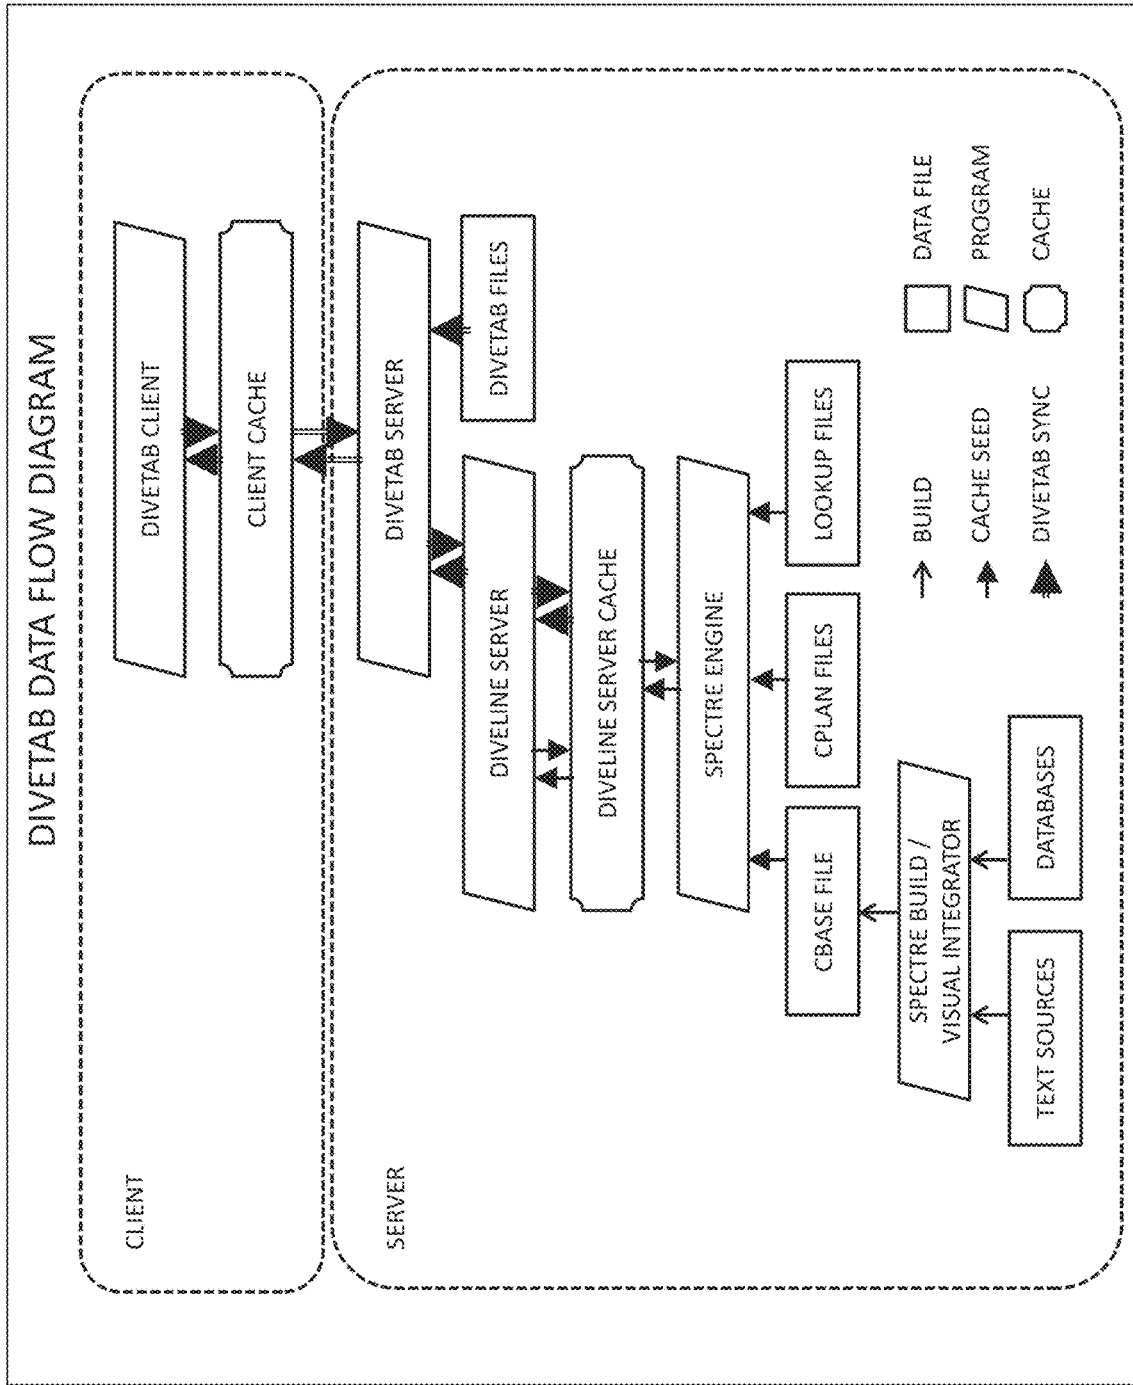 DIVETAB DATA FLOW DIAGRAM
CLIENT
DIVETAB CLIENT
CLIENT CACHE
SERVER
DIVETAB SERVER
DIVELINE SERVER
DIVETAB FILES
DIVELINE SERVER CACHE
SPECTRE ENGINE
CBASE FILE
CPLAN FILES
LOOKUP FILES
SPECTRE BUILD /
VISUAL INTEGRATOR
TEXT SOURCES
DATABASES
BUILD
DATA FILE
CACHE SEED
PROGRAM
DIVETAB SYNC
CACHE